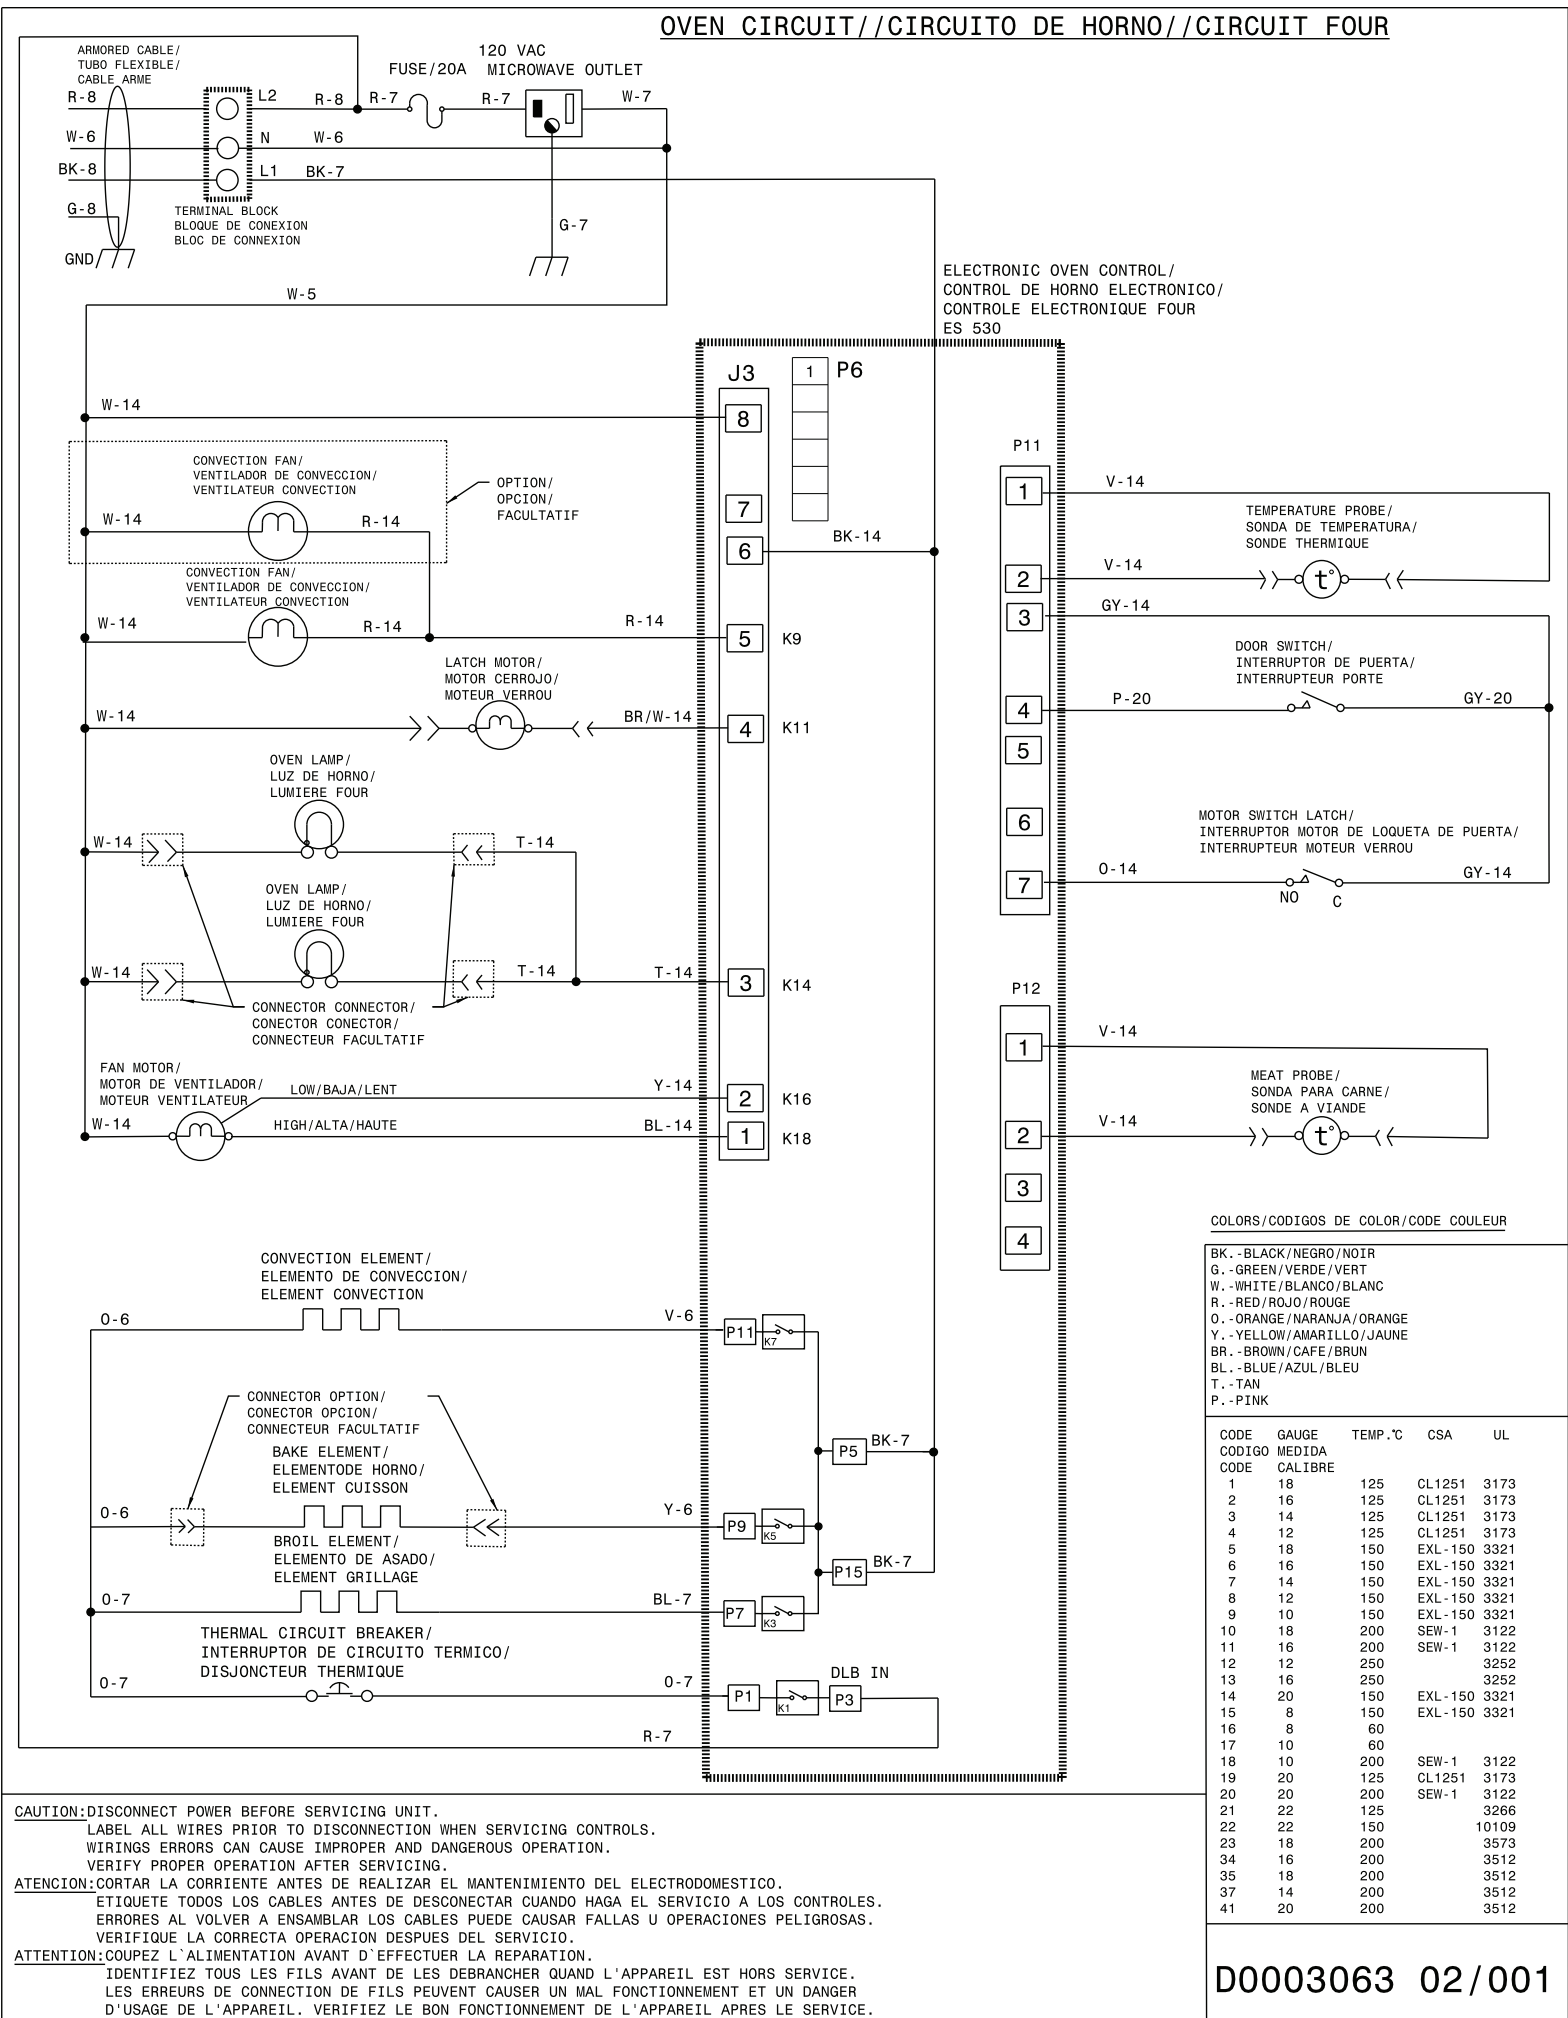 OVEN CIRCUIT//CIRCUITO DE HORNO//CIRCUIT FOUR
ARMORED CABLE/
TUBO FLEXIBLE/
CABLE ARME
120 VAC
FUSE/20A MICROWAVE OUTLET
R-8 L2 R-8 R-7 R-7 W-7
W-6 N W-6
BK-8 L1 BK-7
G-8
TERMINAL BLOCK
BLOQUE DE CONEXION
BLOC DE CONNEXION
G-7
GND
W-5
ELECTRONIC OVEN CONTROL/
CONTROL DE HORNO ELECTRONICO/
CONTROLE ELECTRONIQUE FOUR
ES 530
J3 1 P6
W-14 8
P11
CONVECTION FAN/
VENTILADOR DE CONVECCION/
VENTILATEUR CONVECTION
OPTION/
OPCION/
FACULTATIF
W-14 R-14
7
6 BK-14
1 V-14
TEMPERATURE PROBE/
SONDA DE TEMPERATURA/
SONDE THERMIQUE
2 V-14 t°
CONVECTION FAN/
VENTILADOR DE CONVECCION/
VENTILATEUR CONVECTION
W-14 R-14 R-14 5 K9
3 GY-14
DOOR SWITCH/
INTERRUPTOR DE PUERTA/
INTERRUPTEUR PORTE
LATCH MOTOR/
MOTOR CERROJO/
MOTEUR VERROU
W-14 BR/W-14 4 K11
4 P-20 GY-20
5
OVEN LAMP/
LUZ DE HORNO/
LUMIERE FOUR
W-14 T-14
6
MOTOR SWITCH LATCH/
INTERRUPTOR MOTOR DE LOQUETA DE PUERTA/
INTERRUPTEUR MOTEUR VERROU
7 O-14 GY-14
NO C
OVEN LAMP/
LUZ DE HORNO/
LUMIERE FOUR
W-14 T-14 T-14 3 K14
CONNECTOR CONNECTOR/
CONECTOR CONECTOR/
CONNECTEUR FACULTATIF
P12
1 V-14
FAN MOTOR/
MOTOR DE VENTILADOR/
MOTEUR VENTILATEUR
LOW/BAJA/LENT Y-14 2 K16
W-14 HIGH/ALTA/HAUTE BL-14 1 K18
MEAT PROBE/
SONDA PARA CARNE/
SONDE A VIANDE
2 V-14 t°
3
4
CONVECTION ELEMENT/
ELEMENTO DE CONVECCION/
ELEMENT CONVECTION
O-6 V-6 P11 K7
CONNECTOR OPTION/
CONECTOR OPCION/
CONNECTEUR FACULTATIF
BAKE ELEMENT/
ELEMENTODE HORNO/
ELEMENT CUISSON
P5 BK-7
O-6 Y-6 P9 K5
BROIL ELEMENT/
ELEMENTO DE ASADO/
ELEMENT GRILLAGE
P15 BK-7
O-7 BL-7 P7 K3
THERMAL CIRCUIT BREAKER/
INTERRUPTOR DE CIRCUITO TERMICO/
DISJONCTEUR THERMIQUE
DLB IN
O-7 O-7 P1 K1 P3
R-7
COLORS/CODIGOS DE COLOR/CODE COULEUR
BK.-BLACK/NEGRO/NOIR
G.-GREEN/VERDE/VERT
W.-WHITE/BLANCO/BLANC
R.-RED/ROJO/ROUGE
O.-ORANGE/NARANJA/ORANGE
Y.-YELLOW/AMARILLO/JAUNE
BR.-BROWN/CAFE/BRUN
BL.-BLUE/AZUL/BLEU
T.-TAN
P.-PINK
CODE GAUGE TEMP.℃ CSA UL
CODIGO MEDIDA
CODE CALIBRE
1 18 125 CL1251 3173
2 16 125 CL1251 3173
3 14 125 CL1251 3173
4 12 125 CL1251 3173
5 18 150 EXL-150 3321
6 16 150 EXL-150 3321
7 14 150 EXL-150 3321
8 12 150 EXL-150 3321
9 10 150 EXL-150 3321
10 18 200 SEW-1 3122
11 16 200 SEW-1 3122
12 12 250 3252
13 16 250 3252
14 20 150 EXL-150 3321
15 8 150 EXL-150 3321
16 8 60
17 10 60
18 10 200 SEW-1 3122
19 20 125 CL1251 3173
20 20 200 SEW-1 3122
21 22 125 3266
22 22 150 10109
23 18 200 3573
34 16 200 3512
35 18 200 3512
37 14 200 3512
41 20 200 3512
CAUTION:DISCONNECT POWER BEFORE SERVICING UNIT.
LABEL ALL WIRES PRIOR TO DISCONNECTION WHEN SERVICING CONTROLS.
WIRINGS ERRORS CAN CAUSE IMPROPER AND DANGEROUS OPERATION.
VERIFY PROPER OPERATION AFTER SERVICING.
ATENCION:CORTAR LA CORRIENTE ANTES DE REALIZAR EL MANTENIMIENTO DEL ELECTRODOMESTICO.
ETIQUETE TODOS LOS CABLES ANTES DE DESCONECTAR CUANDO HAGA EL SERVICIO A LOS CONTROLES.
ERRORES AL VOLVER A ENSAMBLAR LOS CABLES PUEDE CAUSAR FALLAS U OPERACIONES PELIGROSAS.
VERIFIQUE LA CORRECTA OPERACION DESPUES DEL SERVICIO.
ATTENTION:COUPEZ L`ALIMENTATION AVANT D`EFFECTUER LA REPARATION.
IDENTIFIEZ TOUS LES FILS AVANT DE LES DEBRANCHER QUAND L'APPAREIL EST HORS SERVICE.
LES ERREURS DE CONNECTION DE FILS PEUVENT CAUSER UN MAL FONCTIONNEMENT ET UN DANGER
D'USAGE DE L'APPAREIL. VERIFIEZ LE BON FONCTIONNEMENT DE L'APPAREIL APRES LE SERVICE.
D0003063 02/001